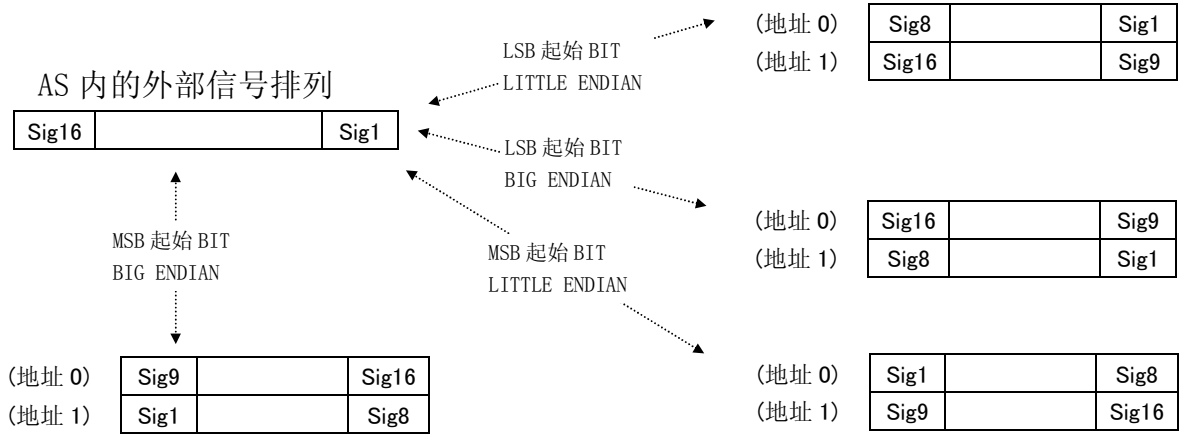 AS 内的外部信号排列
Sig16 Sig1
LSB 起始 BIT
LITTLE ENDIAN
(地址 0) Sig8 Sig1
(地址 1) Sig16 Sig9
LSB 起始 BIT
BIG ENDIAN
(地址 0) Sig16 Sig9
(地址 1) Sig8 Sig1
MSB 起始 BIT
BIG ENDIAN
MSB 起始 BIT
LITTLE ENDIAN
(地址 0) Sig9 Sig16
(地址 1) Sig1 Sig8
(地址 0) Sig1 Sig8
(地址 1) Sig9 Sig16